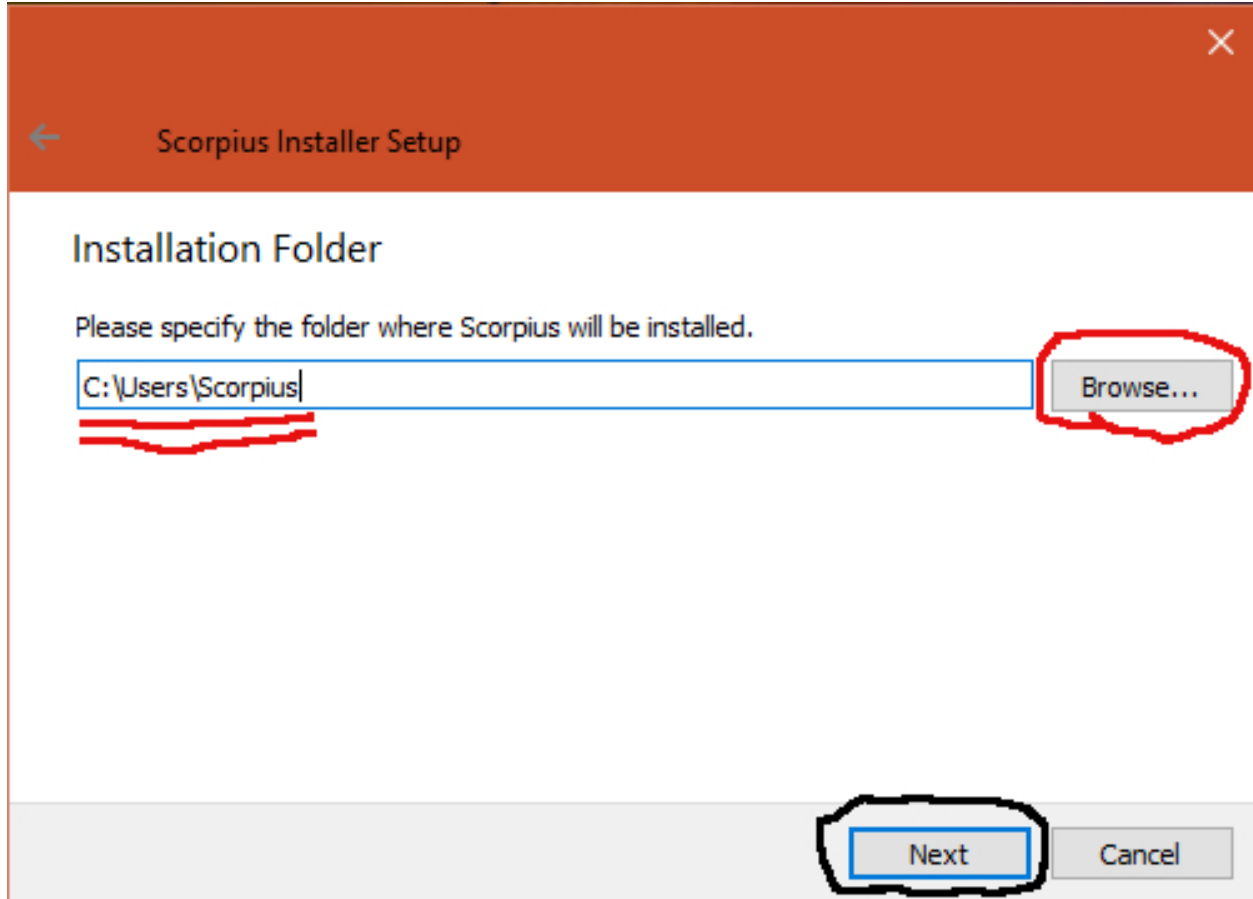 Scorpius Installer Setup
Installation Folder
Please specify the folder where Scorpius will be installed.
C:\Users\Scorpius
Browse...
Next
Cancel